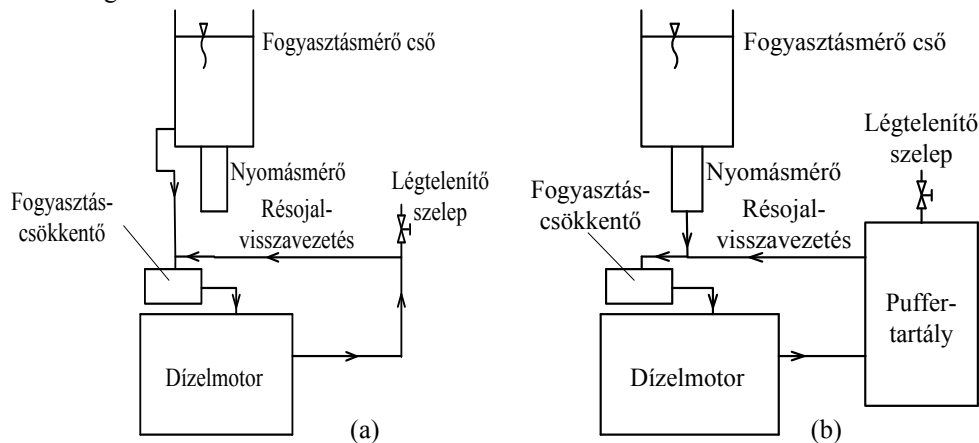 Fogyasztásmérő cső
Nyomásmérő
Légtelenítő
szelep
Fogyasztás-
csökkentő
Résojal-
visszavezetés
Dízelmotor
(a)
Fogyasztásmérő cső
Légtelenítő
szelep
Nyomásmérő
Fogyasztás-
csökkentő
Résojal-
visszavezetés
Puffer-
tartály
Dízelmotor
(b)